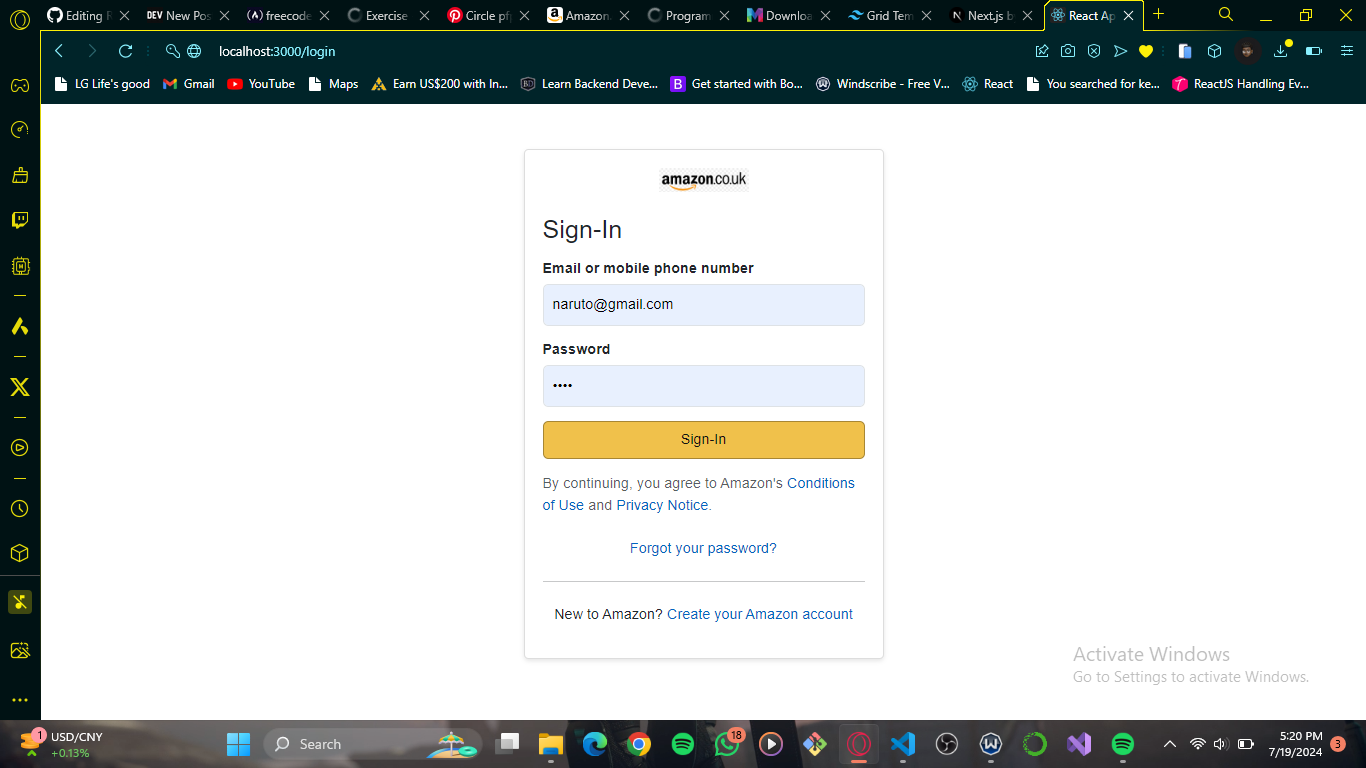 Editing R
DEV New Pos
(A) freecode
Exercise
Circle pfp
Amazon.
Program
Downloa
Grid Tem
Next.js b
React Ap
localhost:3000/login
LG Life's good
Gmail
YouTube
Maps
Earn US$200 with In...
Learn Backend Deve...
B Get started with Bo...
Windscribe - Free V...
React
You searched for ke...
ReactJS Handling Ev...
amazon.co.uk
Sign-In
Email or mobile phone number
naruto@gmail.com
Password
••••
Sign-In
By continuing, you agree to Amazon's Conditions
of Use and Privacy Notice.
Forgot your password?
New to Amazon? Create your Amazon account
Activate Windows
Go to Settings to activate Windows.
1
USD/CNY
+0.13%
Search
18
5:20 PM
7/19/2024
3